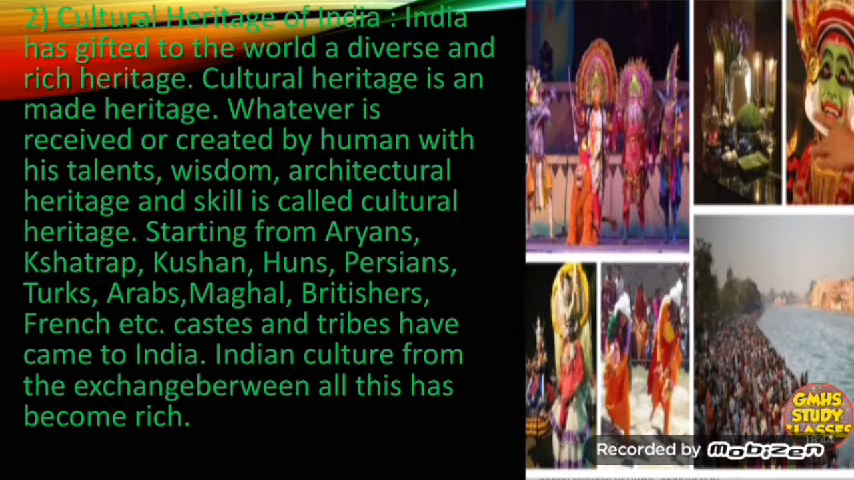 2) Cultural Heritage of India : India
has gifted to the world a diverse and
rich heritage. Cultural heritage is an
made heritage. Whatever is
received or created by human with
his talents, wisdom, architectural
heritage and skill is called cultural
heritage. Starting from Aryans,
Kshatrap, Kushan, Huns, Persians,
Turks, Arabs,Maghal, Britishers,
French etc. castes and tribes have
came to India. Indian culture from
the exchangeberween all this has
become rich.
GMHS
STUDY
CLASSES
Recorded by Mobizen